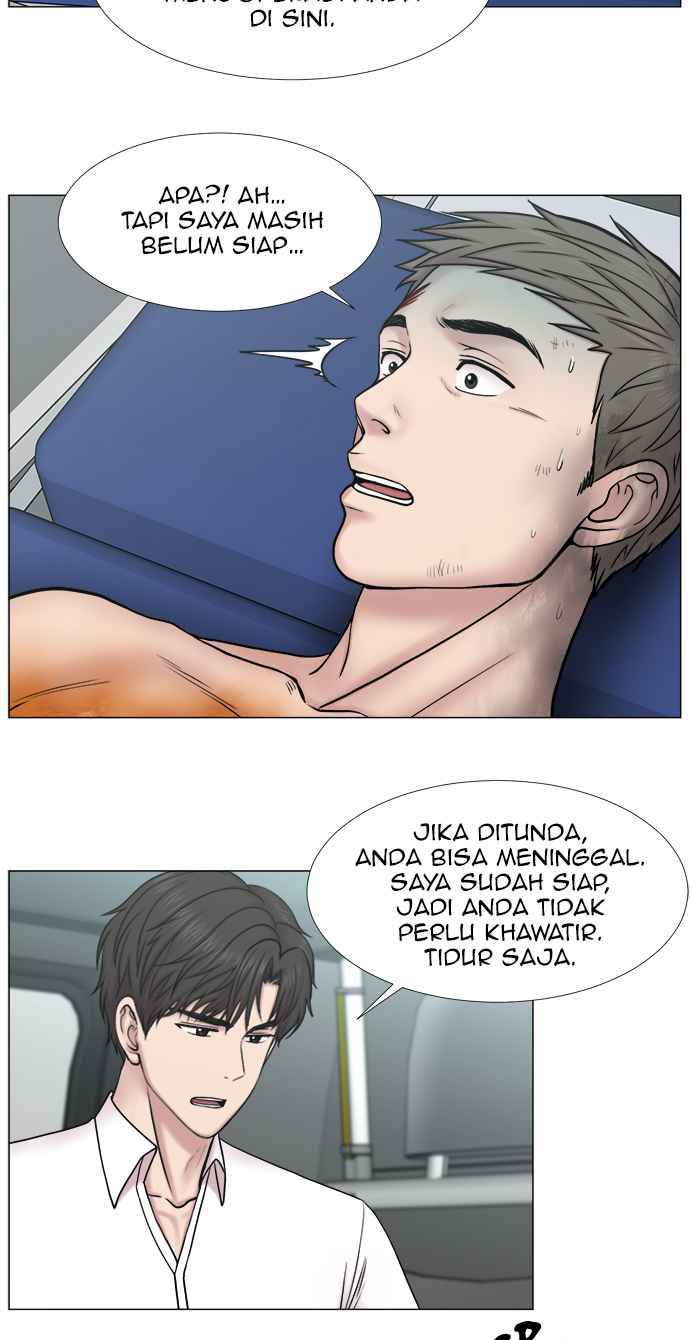 DI SINI.
APA?! AH...
TAPI SAYA MASIH
BELUM SIAP...
JIKA DITUNDA,
ANDA BISA MENINGGAL.
SAYA SUDAH SIAP,
JADI ANDA TIDAK
PERLU KHAWATIR.
TIDUR SAJA.